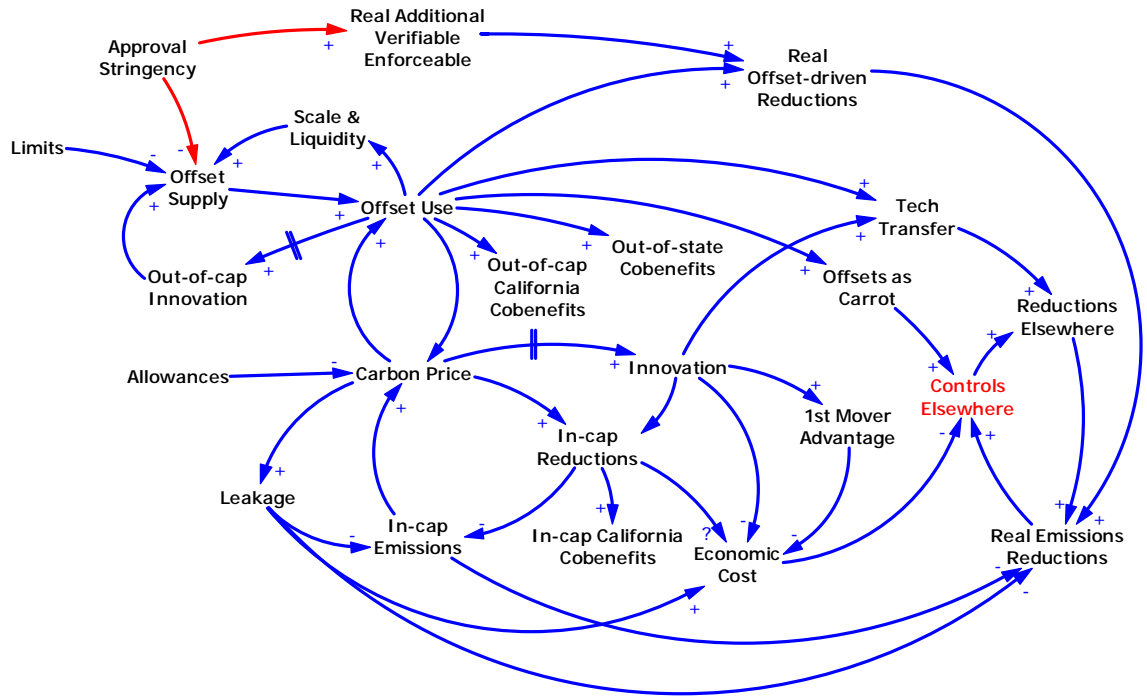 Real Additional
Verifiable
Enforceable
Approval
Stringency
+
+
Real
Offset-driven
Reductions
+
Scale &
Liquidity
Limits
-
-
+
+
Offset
Supply
+
+
Offset Use
+
+
Tech
Transfer
+
+
Out-of-state
Cobenefits
+
Out-of-cap
California
Cobenefits
+
Out-of-cap
Innovation
+
+
Offsets as
Carrot
+
Reductions
Elsewhere
+
Allowances
-
Carbon Price
+
+
Innovation
+
Controls
Elsewhere
+
1st Mover
Advantage
+
In-cap
Reductions
-
+
+
Leakage
-
In-cap
Emissions
-
+
In-cap California
Cobenefits
?
-
-
Economic
Cost
+
+
+
Real Emissions
Reductions
-
-